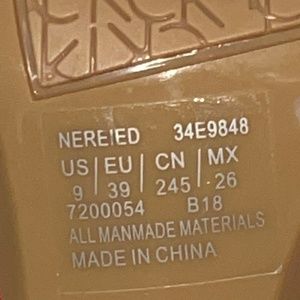 NEREIED 34E9848
US | EU | CN | MX
9 | 39 | 245 | 26
7200054 B18
ALL MANMADE MATERIALS
MADE IN CHINA